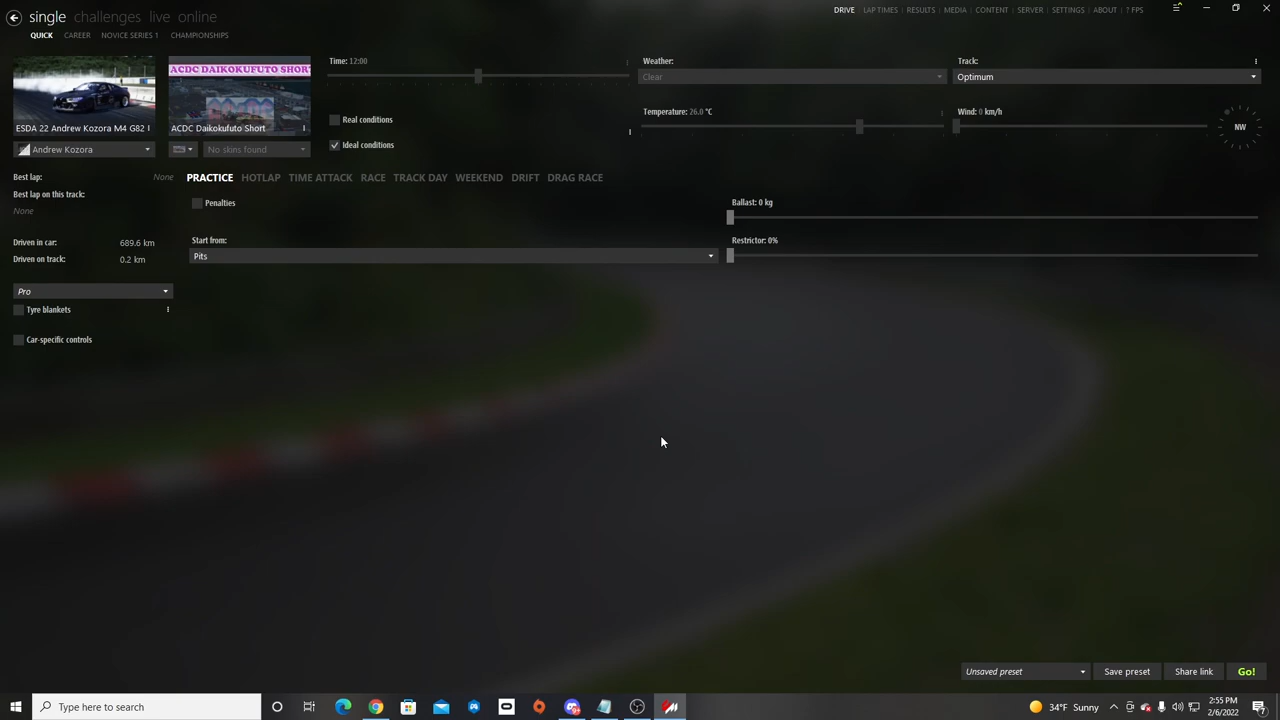 single challenges live online
DRIVE | LAP TIMES | RESULTS | MEDIA | CONTENT | SERVER | SETTINGS | ABOUT | ? FPS
QUICK CAREER NOVICE SERIES 1 CHAMPIONSHIPS
ACDC DAIKOKUFUTO SHORT
ESDA 22 Andrew Kozora M4 G82
ACDC Daikokufuto Short
Andrew Kozora
No skins found
Time: 12:00
Real conditions
Ideal conditions
Weather:
Clear
Temperature: 26.0 °C
Track:
Optimum
Wind: 0 km/h
NW
Best lap: None
Best lap on this track:
None
Driven in car: 689.6 km
Driven on track: 0.2 km
Pro
Tyre blankets
Car-specific controls
PRACTICE HOTLAP TIME ATTACK RACE TRACK DAY WEEKEND DRIFT DRAG RACE
Penalties
Start from:
Pits
Ballast: 0 kg
Restrictor: 0%
Unsaved preset
Save preset
Share link
Go!
Type here to search
34°F Sunny
2:55 PM
2/6/2022